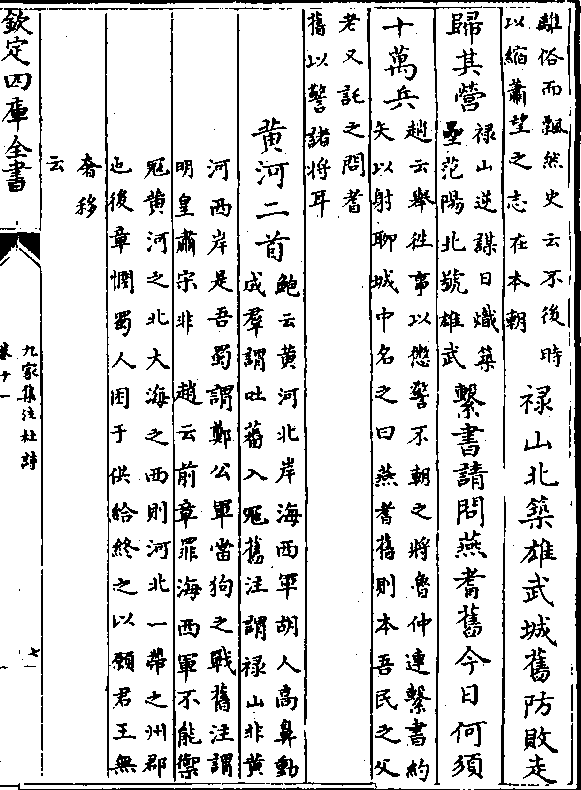 離俗而飄然史云不後時
以縮蕭望之志在本朝
禄山北築雄武城舊防敗走
歸其營
禄山逆謀日熾築
壘范陽北號雄武
繫書請問燕耆舊今日何須
十萬兵
趙云舉徃事以懲警不朝之將魯仲連繫書約
矢以射聊城中名之曰燕耆舊則本吾民之父
老又託之問耆
舊以警諸將耳
黄河二首
鮑云黄河北岸海西軍胡人高鼻動
成羣謂吐蕃入冦舊注謂禄山非黄
河西岸是吾蜀謂鄭公軍當狗之戰舊注謂
明皇肅宗非 趙云前章罪海西軍不能禦
冦黄河之北大海之西則河北一帶之州郡
也後章憫蜀人困于供給終之以願君王無
奢移
云
欽定四庫全書
九家集注杜詩
卷十一
七